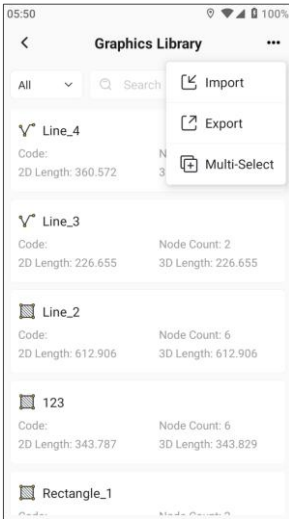 05:50
100%
Graphics Library
All
Search
Import
Export
Multi-Select
Line_4
Code:
N
2D Length: 360.572
3
Line_3
Code:
Node Count: 2
2D Length: 226.655
3D Length: 226.655
Line_2
Code:
Node Count: 6
2D Length: 612.906
3D Length: 612.906
123
Code:
Node Count: 6
2D Length: 343.787
3D Length: 343.829
Rectangle_1